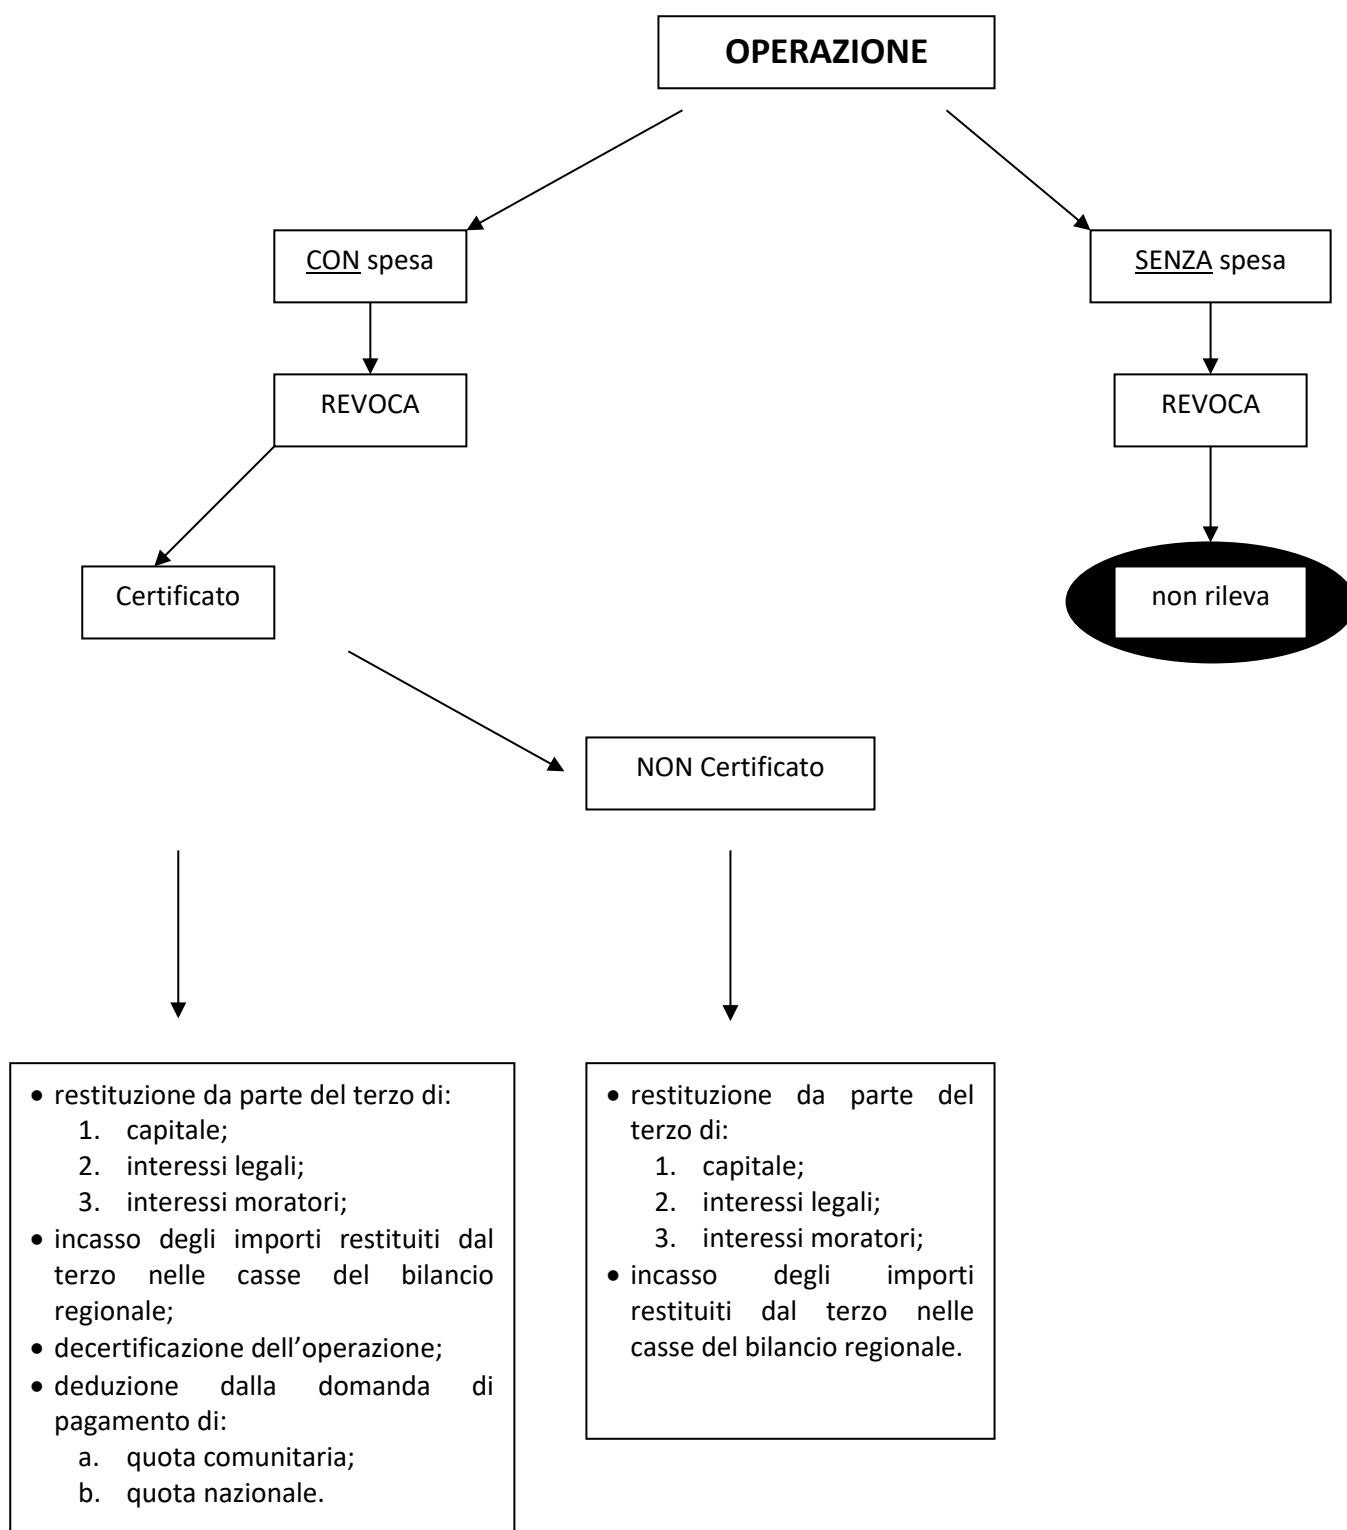 OPERAZIONE
CON spesa
SENZA spesa
REVOCA
REVOCA
Certificato
non rileva
NON Certificato
• restituzione da parte del terzo di:
1. capitale;
2. interessi legali;
3. interessi moratori;
• incasso degli importi restituiti dal
terzo nelle casse del bilancio
regionale;
• decertificazione dell’operazione;
• deduzione dalla domanda di
pagamento di:
a. quota comunitaria;
b. quota nazionale.
• restituzione da parte del
terzo di:
1. capitale;
2. interessi legali;
3. interessi moratori;
• incasso degli importi
restituiti dal terzo nelle
casse del bilancio regionale.